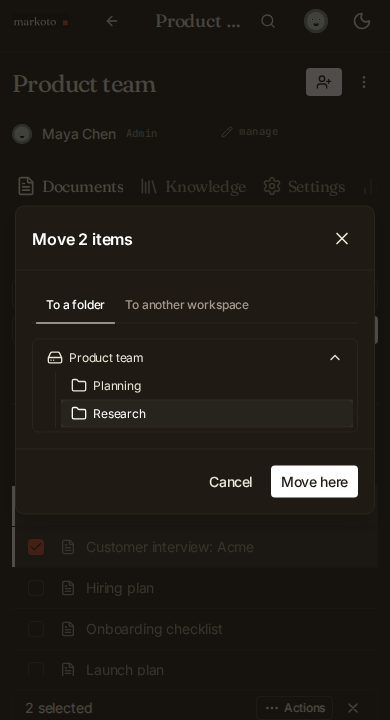 markoto
Product ...
Product team
Maya Chen Admin manage
Documents Knowledge Settings
Move 2 items
To a folder To another workspace
Product team
Planning
Research
Cancel Move here
Customer interview: Acme
Hiring plan
Onboarding checklist
Launch plan
2 selected ··· Actions